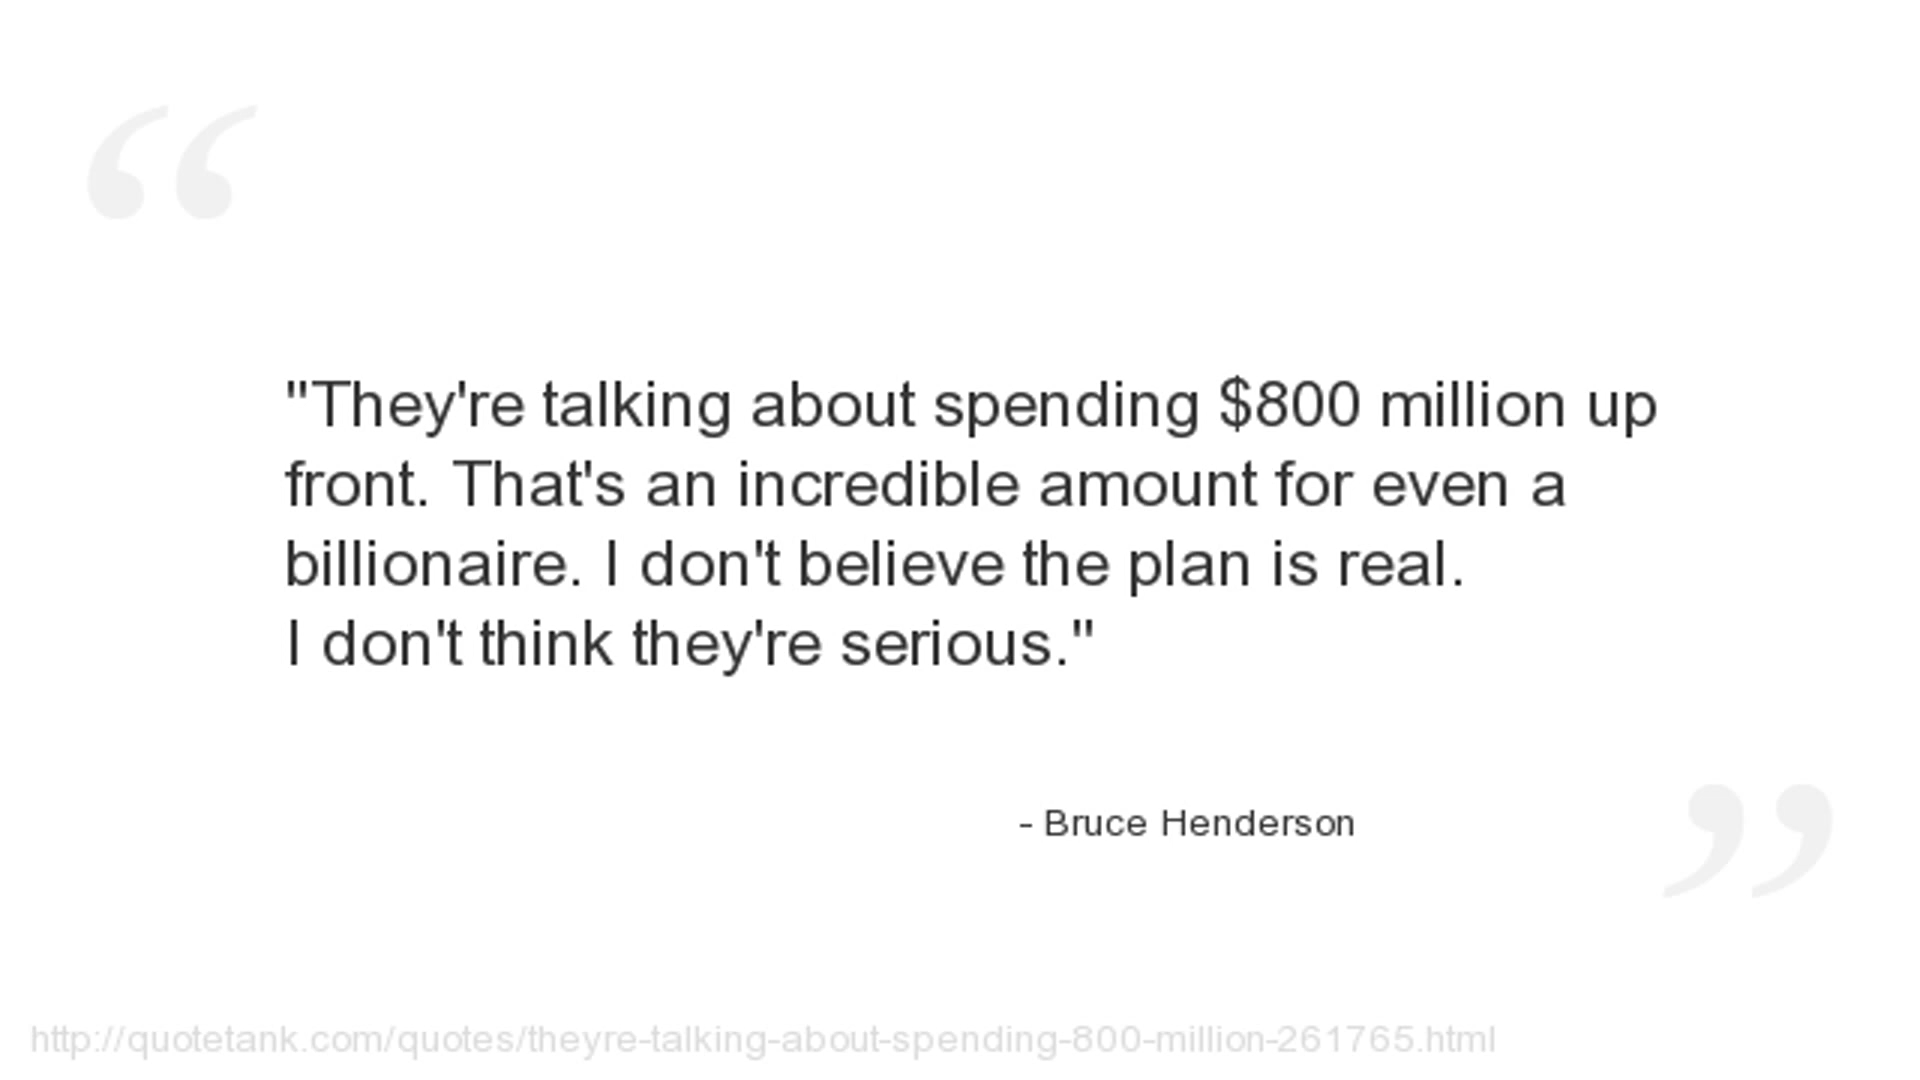 "They're talking about spending $800 million up
front. That's an incredible amount for even a
billionaire. I don't believe the plan is real.
I don't think they're serious."
- Bruce Henderson
http://quotetank.com/quotes/theyre-talking-about-spending-800-million-261765.html